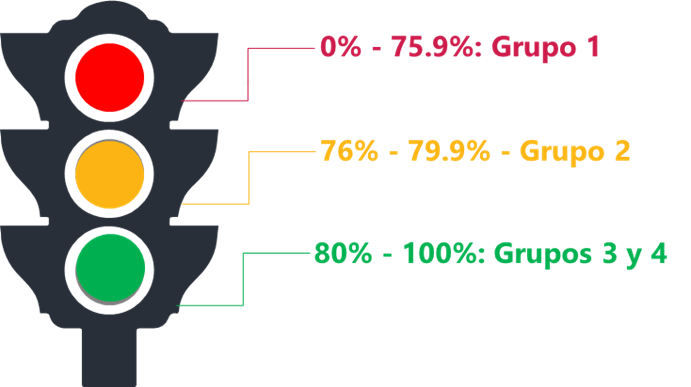 0% - 75.9%: Grupo 1
76% - 79.9% - Grupo 2
80% - 100%: Grupos 3 y 4